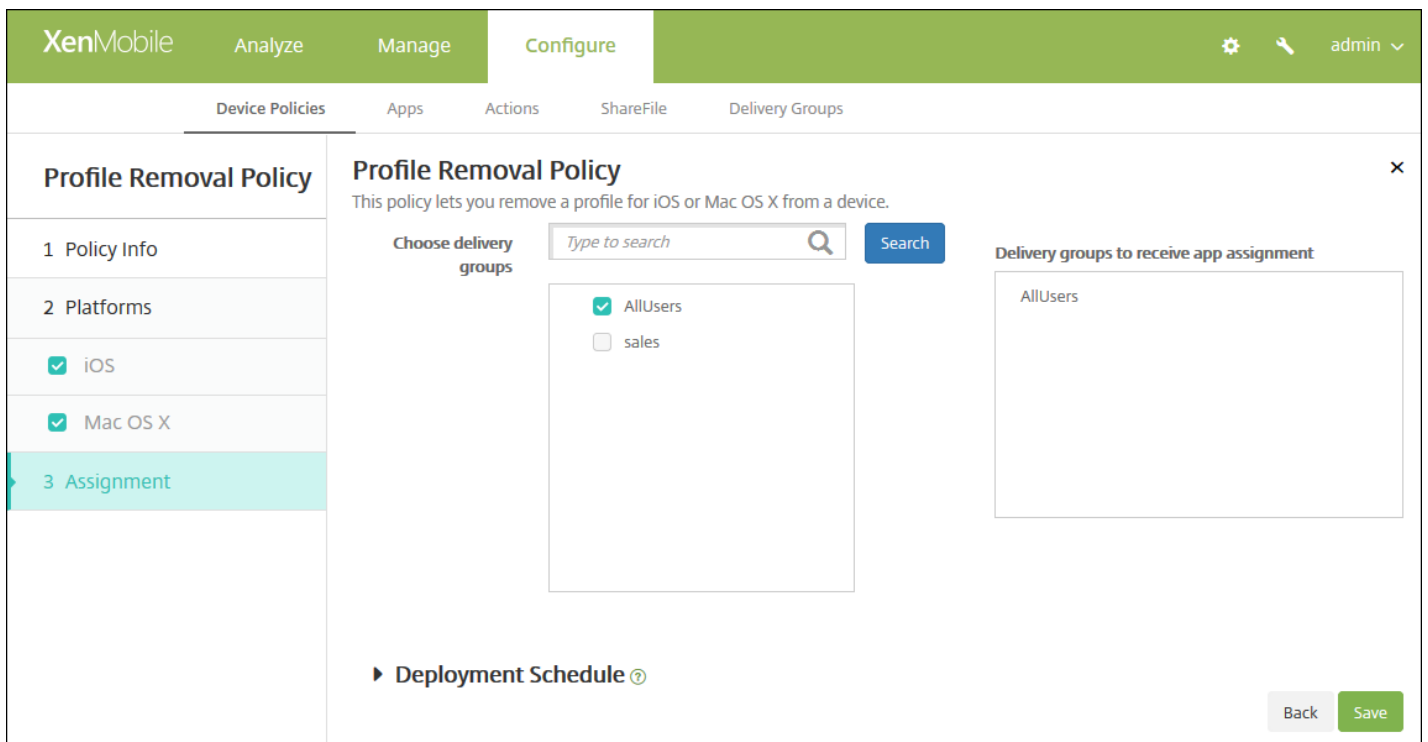 XenMobile Analyze Manage Configure admin
Device Policies Apps Actions ShareFile Delivery Groups
Profile Removal Policy
1 Policy Info
2 Platforms
iOS
Mac OS X
3 Assignment
Profile Removal Policy
This policy lets you remove a profile for iOS or Mac OS X from a device.
Choose delivery
groups
Type to search
Search
AllUsers
sales
Delivery groups to receive app assignment
AllUsers
Deployment Schedule ?
Back Save